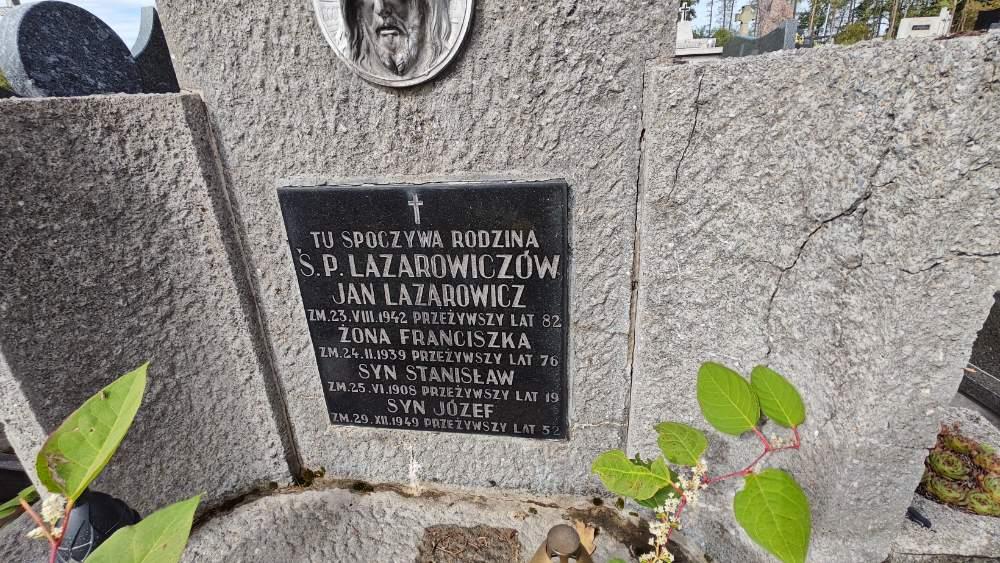 TU SPOCZYWA RODZINA
Ś.P. LAZAROWICZÓW
JAN LAZAROWICZ
ZM. 23. VIII. 1942 PRZEŻYWSZY LAT 82
ŻONA FRANCISZKA
ZM. 24. II. 1939 PRZEŻYWSZY LAT 76
SYN STANISŁAW
ZM. 25. VI. 1908 PRZEŻYWSZY LAT 19
SYN JÓZEF
ZM. 29. XII. 1949 PRZEŻYWSZY LAT 52